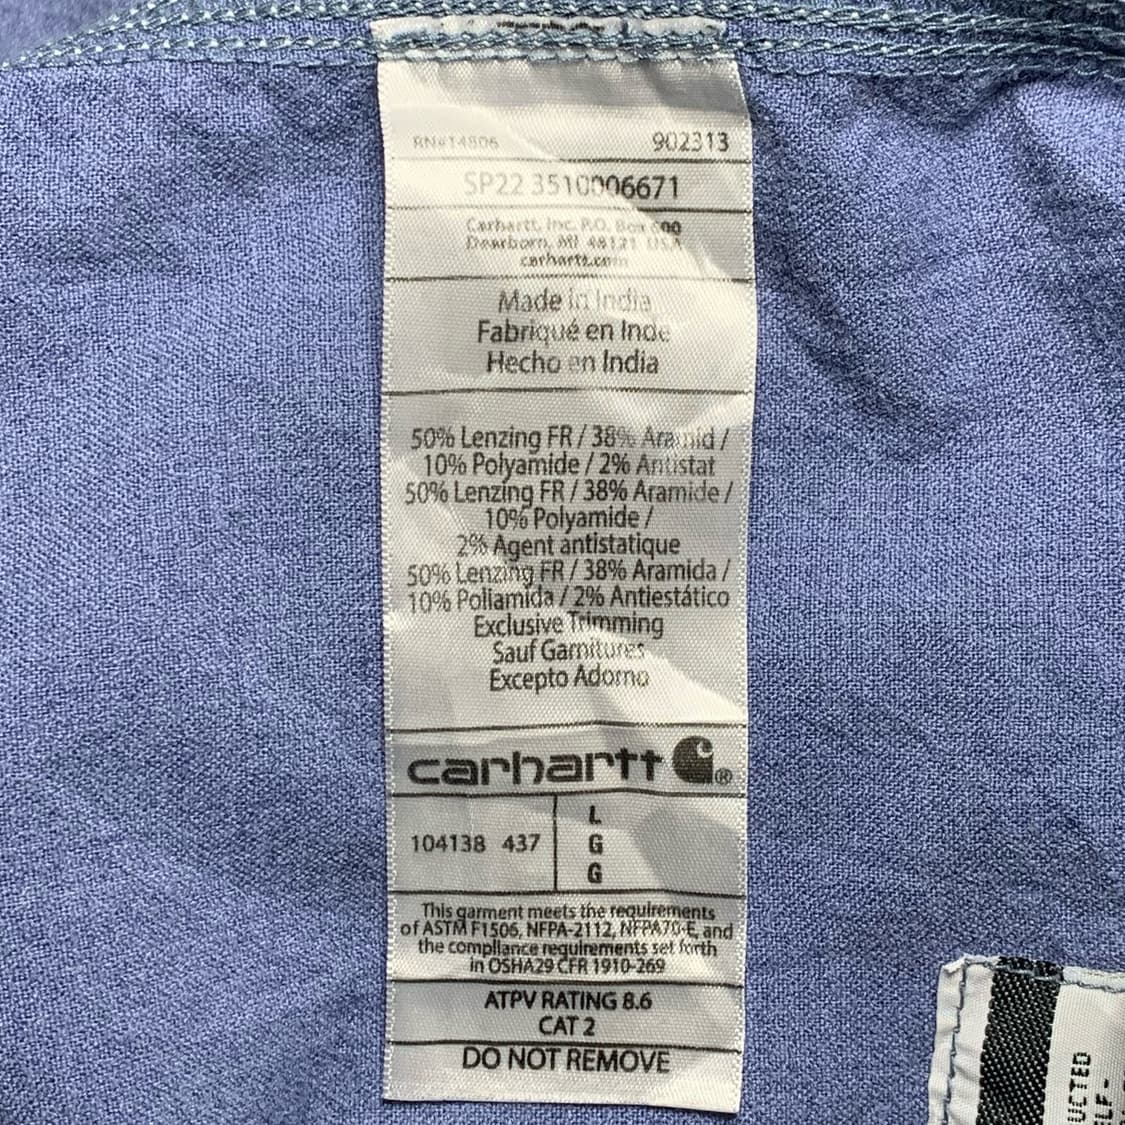 RN#14806 902313
SP22 3510006671
Carhartt, Inc. P.O. Box 600
Dearborn, MI 48121 USA
carhartt.com
Made in India
Fabriqué en Inde
Hecho en India
50% Lenzing FR / 38% Aramid /
10% Polyamide / 2% Antistat
50% Lenzing FR / 38% Aramide /
10% Polyamide /
2% Agent antistatique
50% Lenzing FR / 38% Aramida /
10% Poliamida / 2% Antiestático
Exclusive Trimming
Sauf Garnitures
Excepto Adorno
carhartt ®
104138 437
L
G
G
This garment meets the requirements
of ASTM F1506, NFPA-2112, NFPA70-E, and
the compliance requirements set forth
in OSHA29 CFR 1910-269
ATPV RATING 8.6
CAT 2
DO NOT REMOVE
UCTED
ELF-